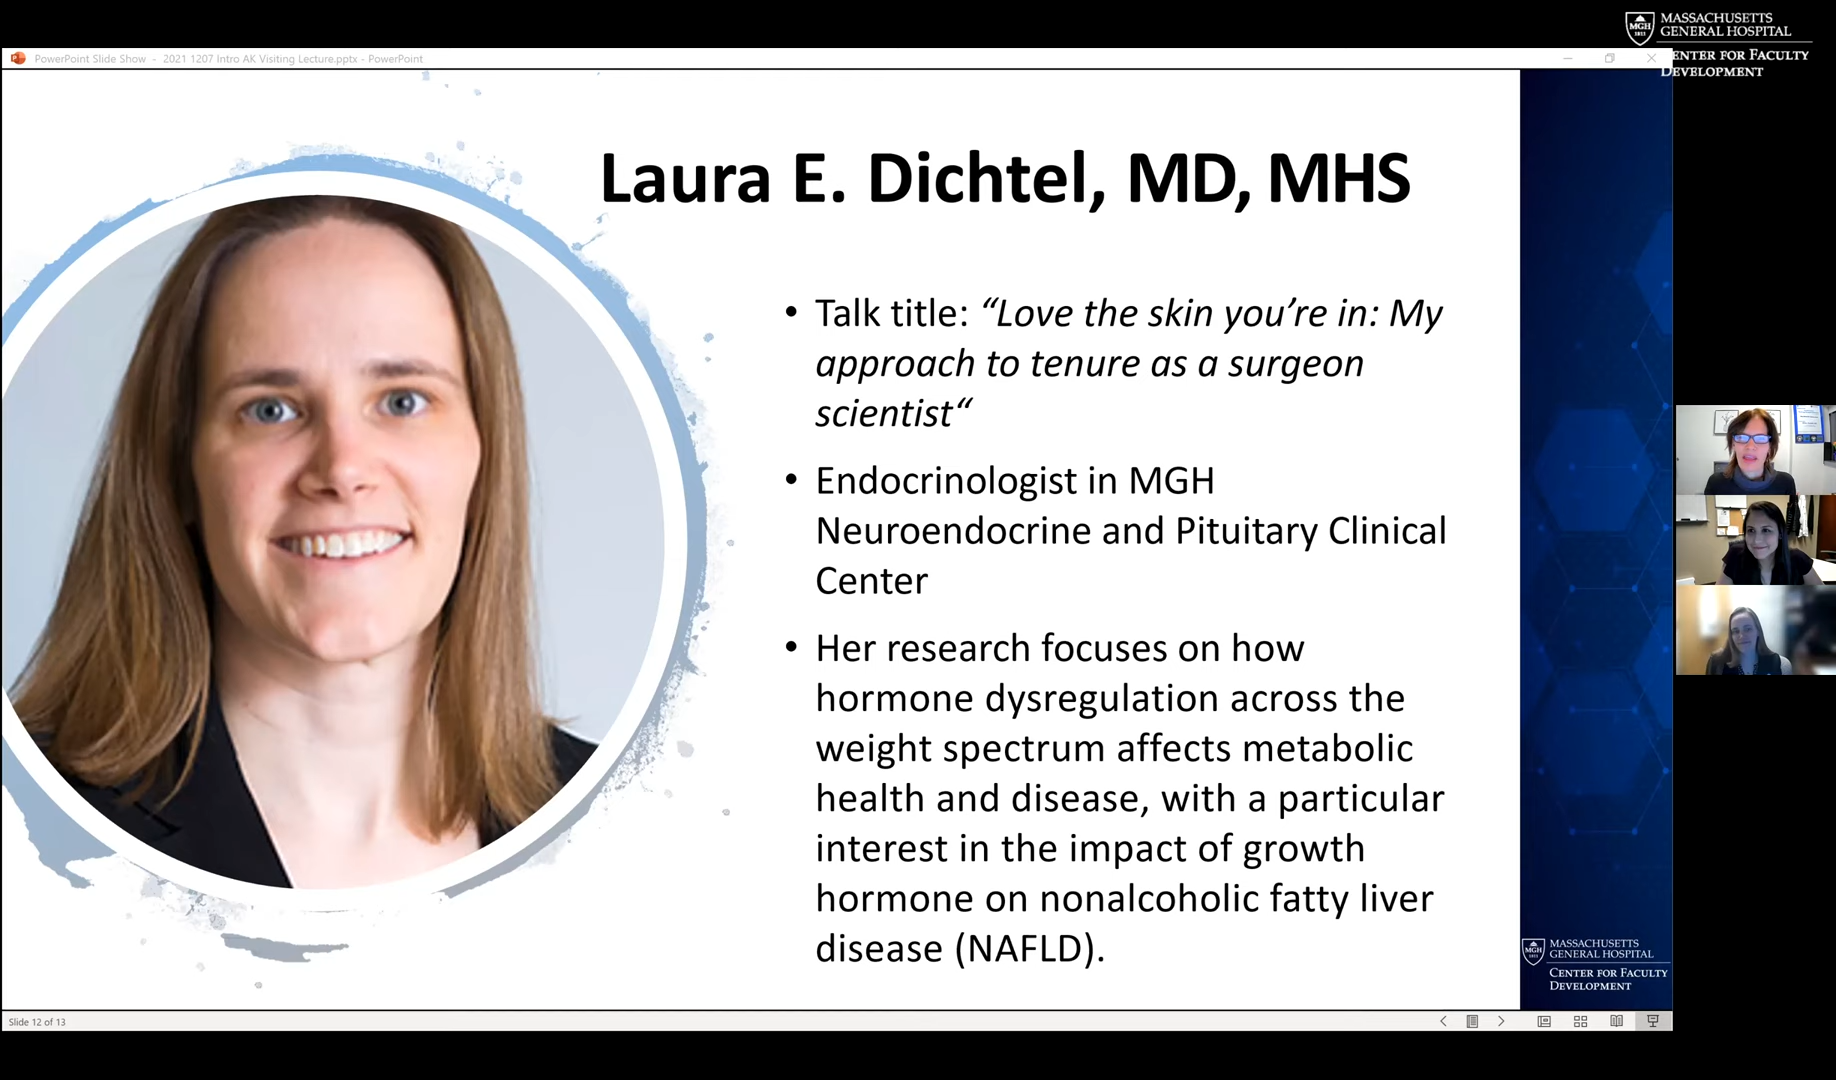 MASSACHUSETTS
GENERAL HOSPITAL
MGH
1811
CENTER FOR FACULTY
DEVELOPMENT
PowerPoint Slide Show - 2021 1207 Intro AK Visiting Lecture.pptx - PowerPoint
Laura E. Dichtel, MD, MHS
• Talk title: “Love the skin you’re in: My
approach to tenure as a surgeon
scientist“
• Endocrinologist in MGH
Neuroendocrine and Pituitary Clinical
Center
• Her research focuses on how
hormone dysregulation across the
weight spectrum affects metabolic
health and disease, with a particular
interest in the impact of growth
hormone on nonalcoholic fatty liver
disease (NAFLD).
MASSACHUSETTS
GENERAL HOSPITAL
MGH
1811
CENTER FOR FACULTY
DEVELOPMENT
Slide 12 of 13